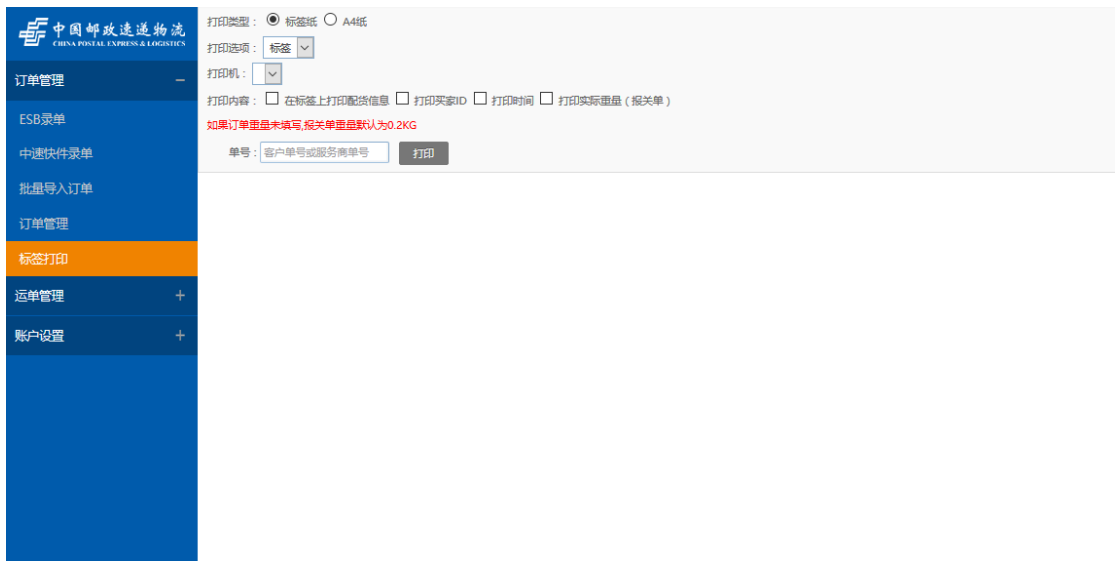 中国邮政速递物流
CHINA POSTAL EXPRESS & LOGISTICS
订单管理 −
ESB录单
中速快件录单
批量导入订单
订单管理
标签打印
运单管理 +
账户设置 +
打印类型： 标签纸 A4纸
打印选项： 标签
打印机：
打印内容： 在标签上打印配货信息 打印买家ID 打印时间 打印实际重量（报关单）
如果订单重量未填写,报关单重量默认为0.2KG
单号： 客户单号或服务商单号 打印